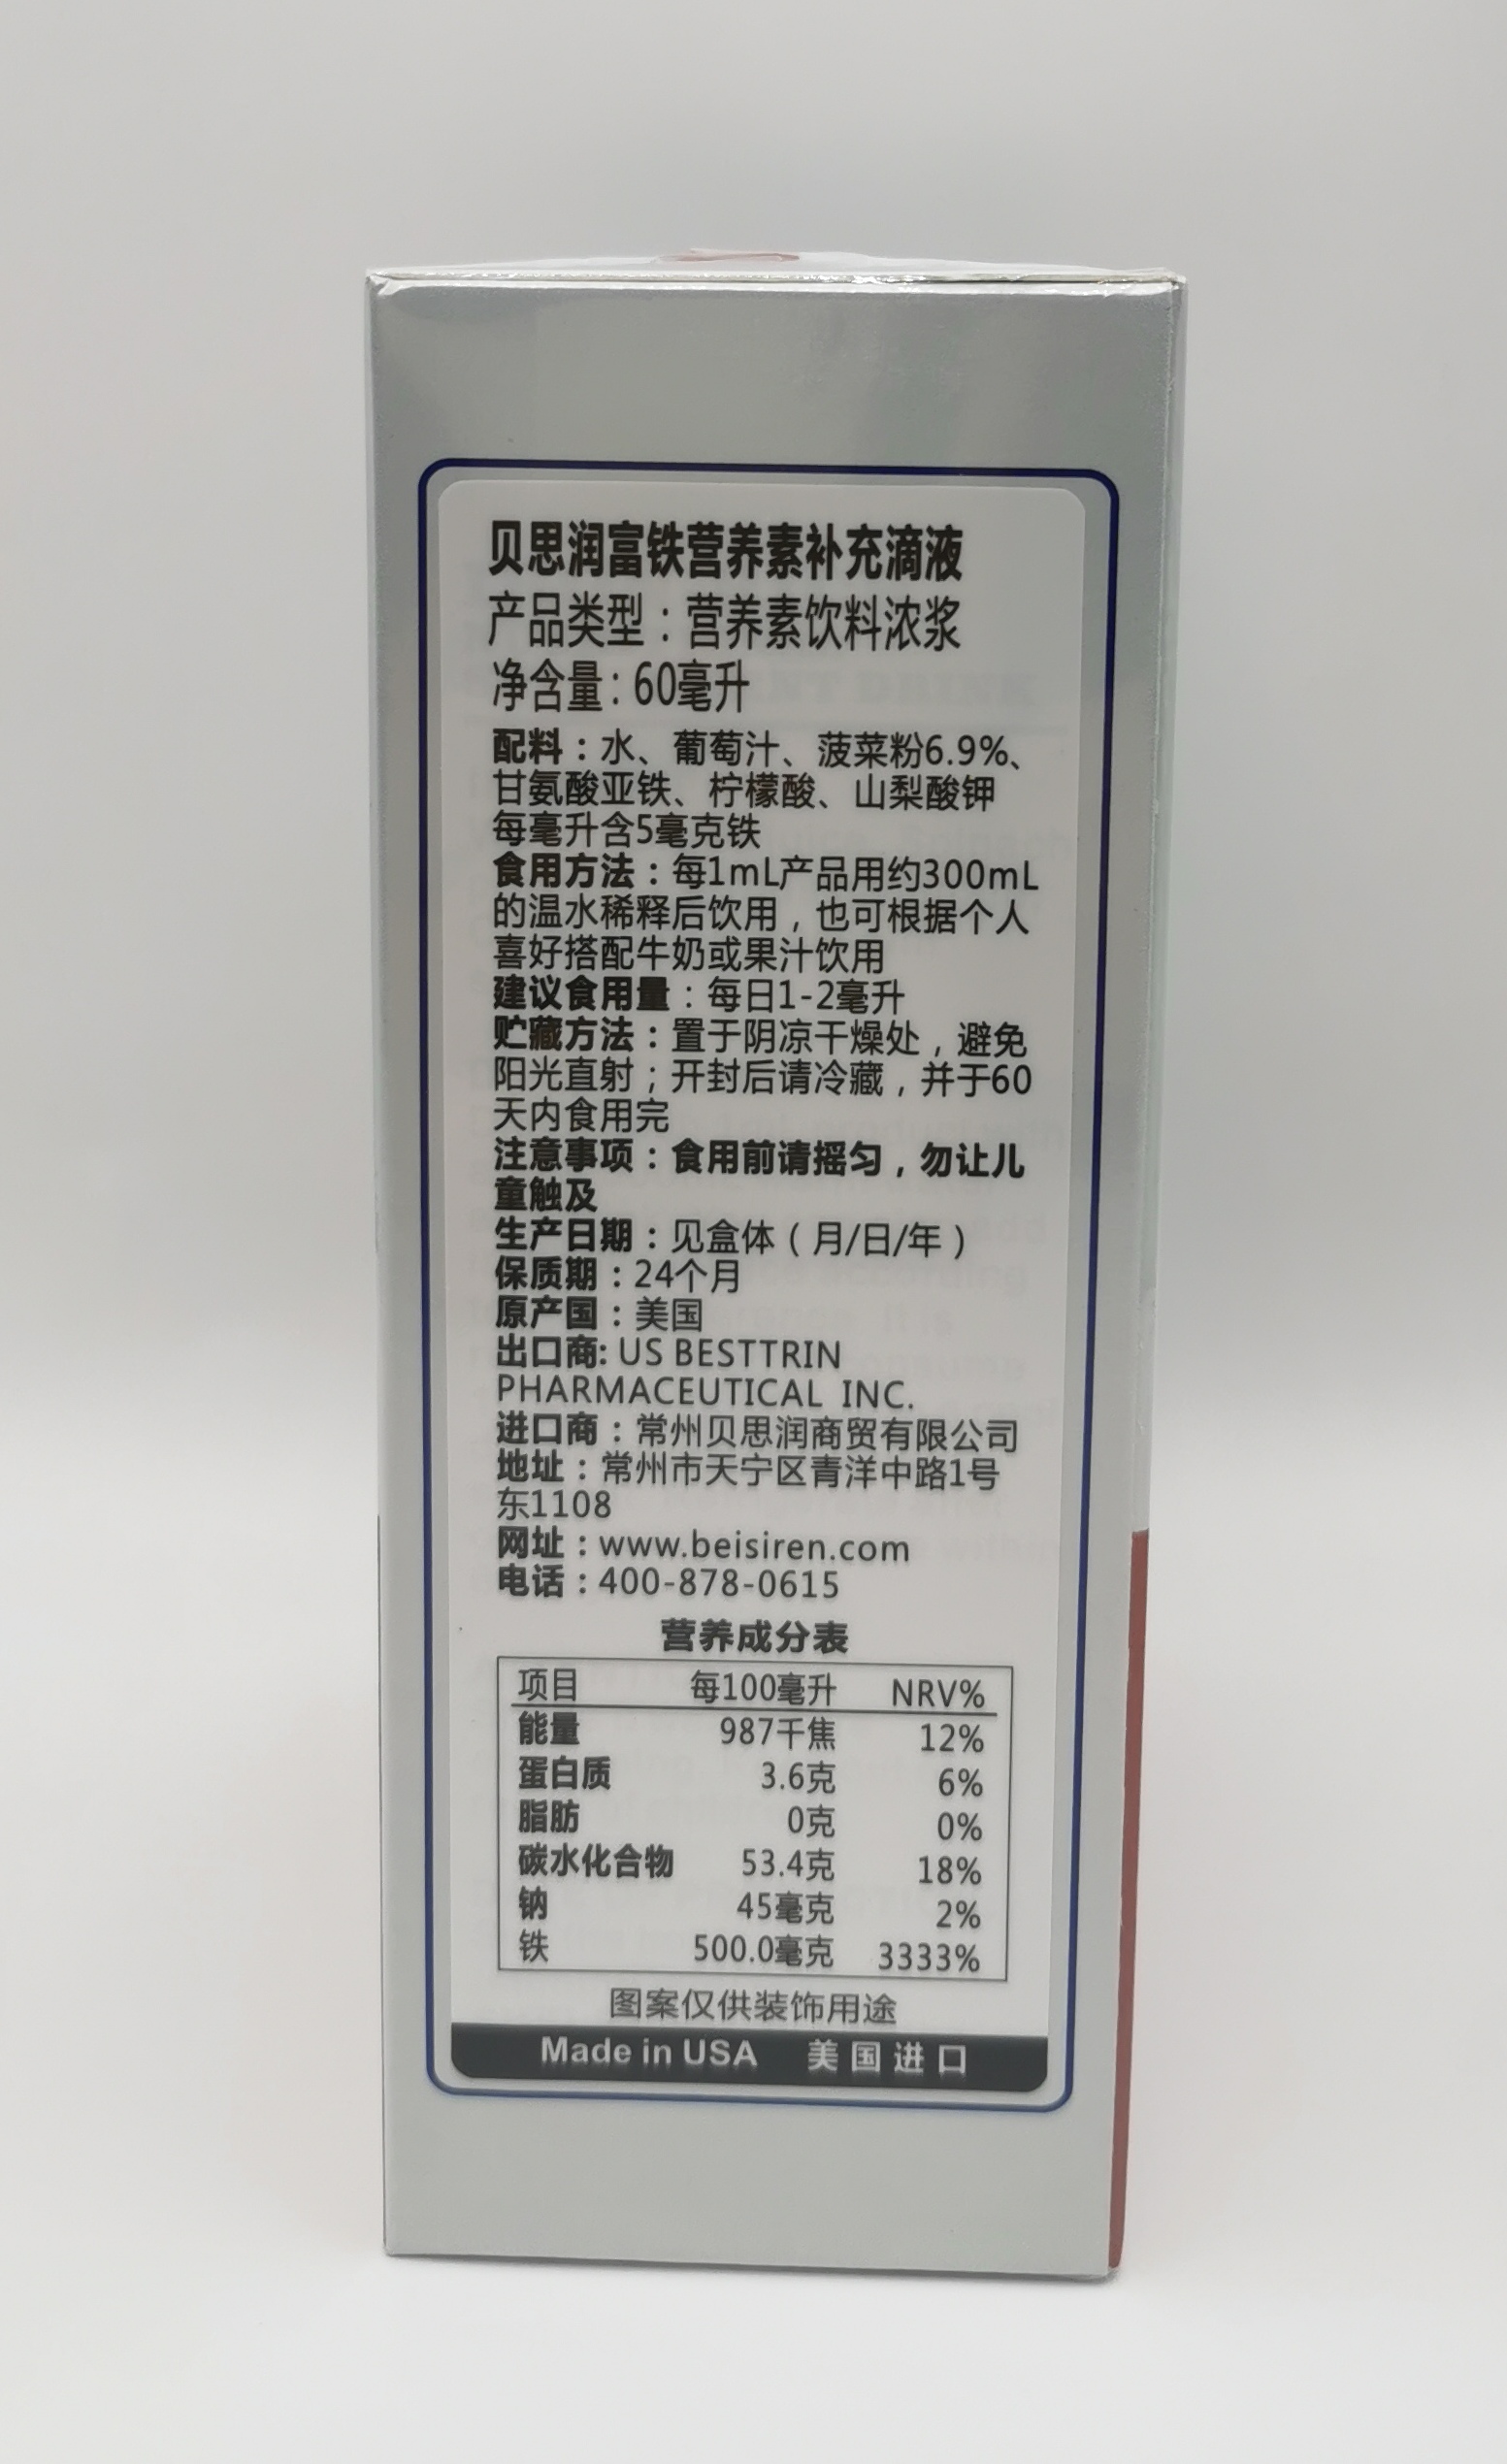 贝思润富铁营养素补充滴液
产品类型：营养素饮料浓浆
净含量：60毫升
配料：水、葡萄汁、菠菜粉6.9%、
甘氨酸亚铁、柠檬酸、山梨酸钾
每毫升含5毫克铁
食用方法：每1mL产品用约300mL
的温水稀释后饮用，也可根据个人
喜好搭配牛奶或果汁饮用
建议食用量：每日1-2毫升
贮藏方法：置于阴凉干燥处，避免
阳光直射；开封后请冷藏，并于60
天内食用完
注意事项：食用前请摇匀，勿让儿
童触及
生产日期：见盒体（月/日/年）
保质期：24个月
原产国：美国
出口商: US BESTTRIN
PHARMACEUTICAL INC.
进口商：常州贝思润商贸有限公司
地址：常州市天宁区青洋中路1号
东1108
网址：www.beisiren.com
电话：400-878-0615
营养成分表
项目 每100毫升 NRV%
能量 987千焦 12%
蛋白质 3.6克 6%
脂肪 0克 0%
碳水化合物 53.4克 18%
钠 45毫克 2%
铁 500.0毫克 3333%
图案仅供装饰用途
Made in USA 美国进口